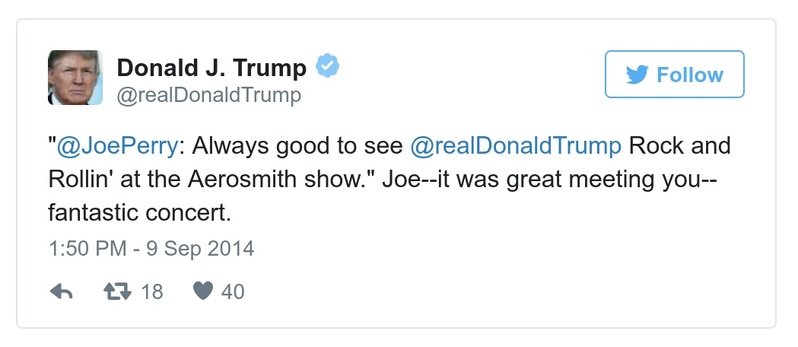 Donald J. Trump
Follow
@realDonaldTrump
"@JoePerry: Always good to see @realDonaldTrump Rock and
Rollin' at the Aerosmith show." Joe--it was great meeting you--
fantastic concert.
1:50 PM - 9 Sep 2014
18 40